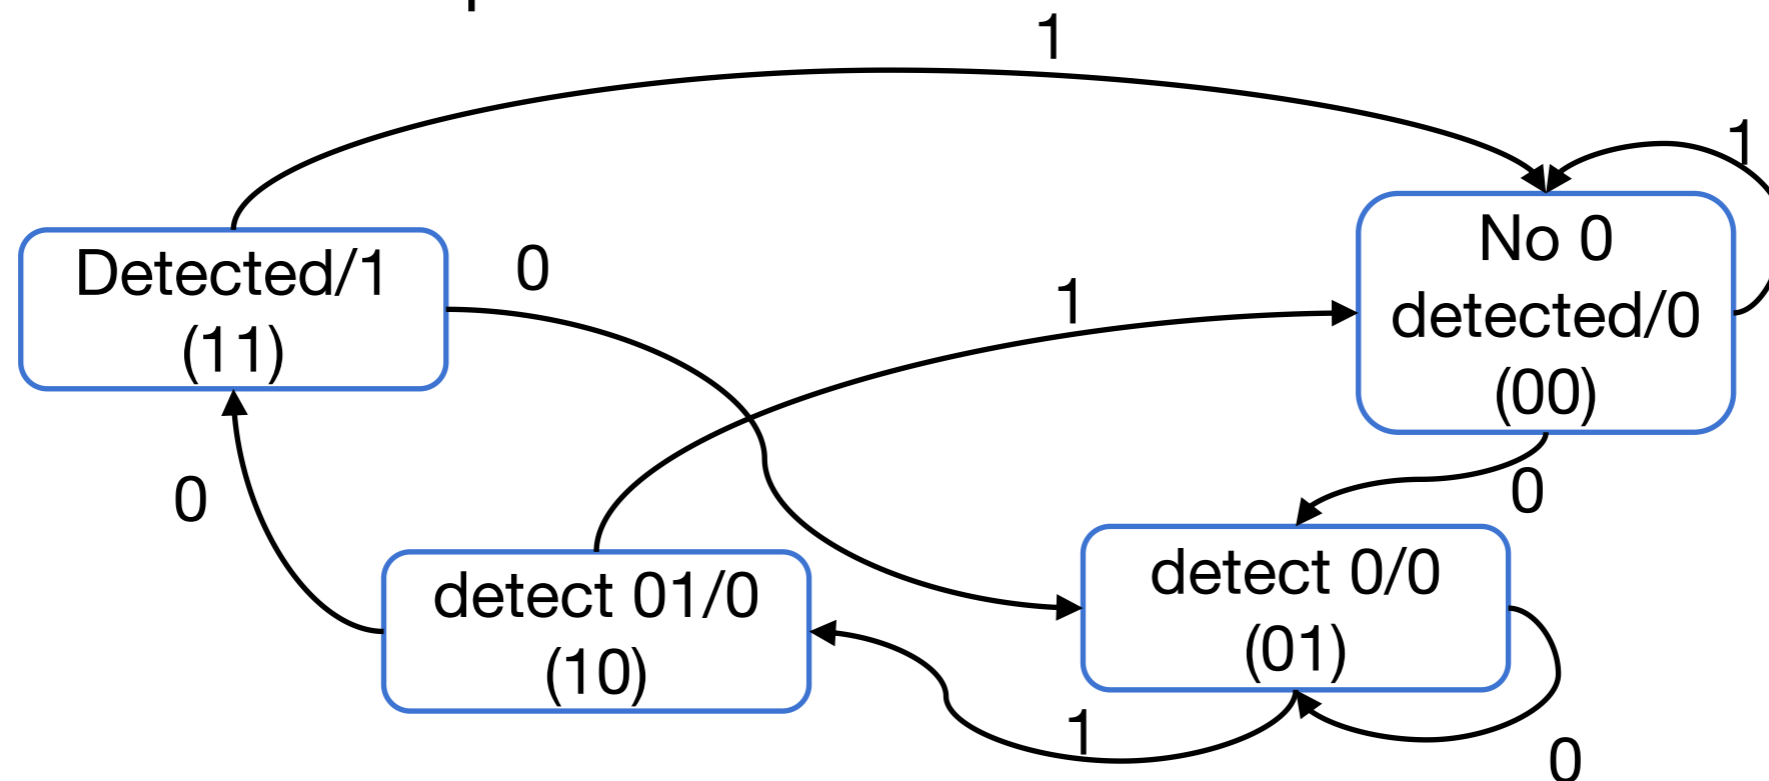 1
1
No 0
detected/0
(00)
Detected/1
(11)
0
1
0
0
detect 01/0
(10)
detect 0/0
(01)
1
0